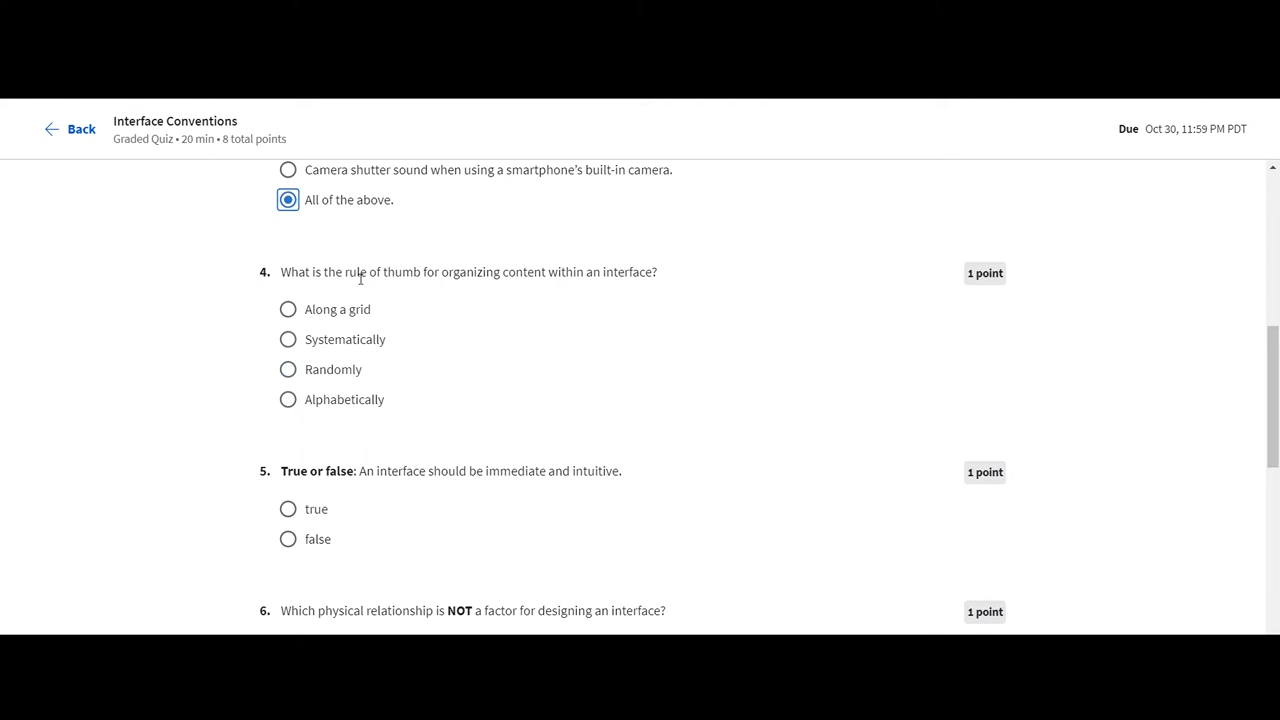 Back
Interface Conventions
Graded Quiz • 20 min • 8 total points
Due Oct 30, 11:59 PM PDT
Camera shutter sound when using a smartphone's built-in camera.
All of the above.
4. What is the rule of thumb for organizing content within an interface?
1 point
Along a grid
Systematically
Randomly
Alphabetically
5. True or false: An interface should be immediate and intuitive.
1 point
true
false
6. Which physical relationship is NOT a factor for designing an interface?
1 point